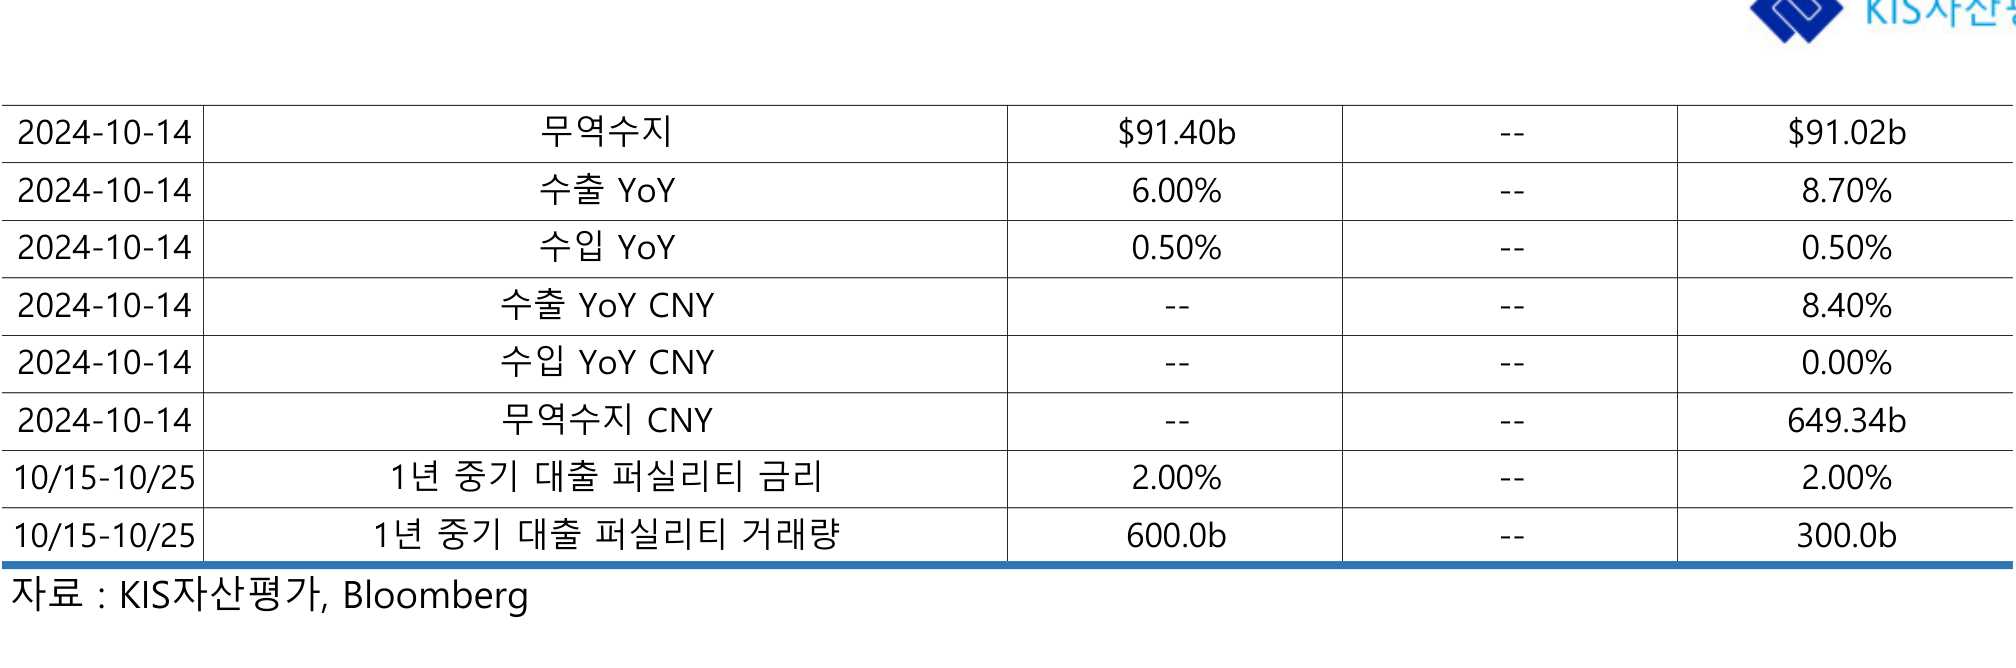 KIS자산
2024-10-14 무역수지 $91.40b -- $91.02b
2024-10-14 수출 YoY 6.00% -- 8.70%
2024-10-14 수입 YoY 0.50% -- 0.50%
2024-10-14 수출 YoY CNY -- -- 8.40%
2024-10-14 수입 YoY CNY -- -- 0.00%
2024-10-14 무역수지 CNY -- -- 649.34b
10/15-10/25 1년 중기 대출 퍼실리티 금리 2.00% -- 2.00%
10/15-10/25 1년 중기 대출 퍼실리티 거래량 600.0b -- 300.0b
자료 : KIS자산평가, Bloomberg